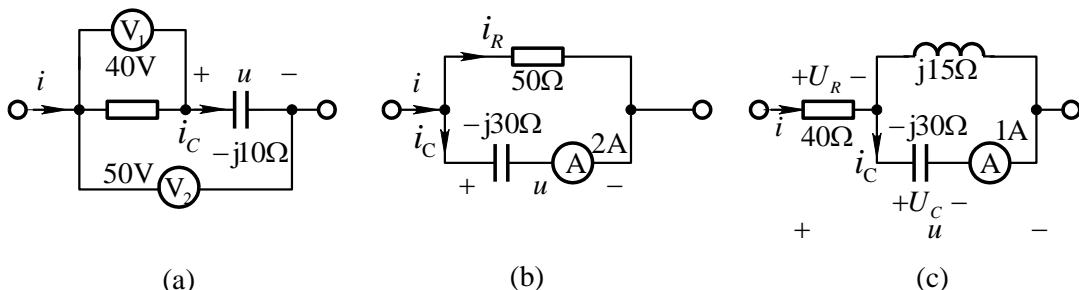 V₁
40V
i
+ u −
i_C
−j10Ω
50V
V₂
(a)
i_R
50Ω
i
i_C
−j30Ω
2A
A
+ u −
(b)
j15Ω
+U_R −
i
40Ω
i_C
−j30Ω
1A
A
+U_C −
+ u −
(c)